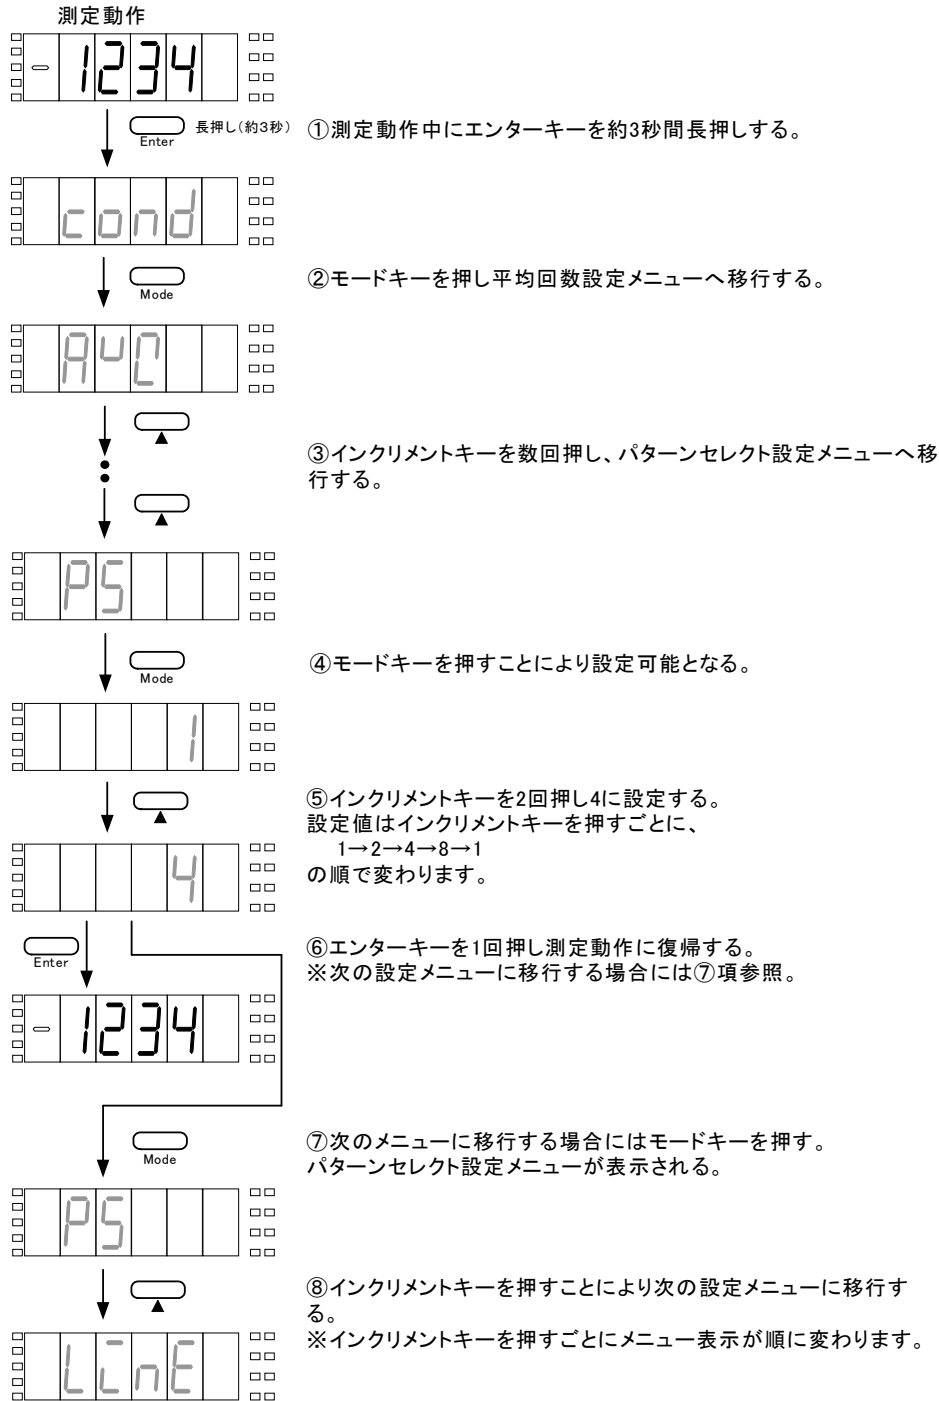 測定動作
-1234
Enter
長押し（約3秒）
①測定動作中にエンターキーを約3秒間長押しする。
cond
Mode
②モードキーを押し平均回数設定メニューへ移行する。
▲
③インクリメントキーを数回押し、パターンセレクト設定メニューへ移
行する。
▲
PS
Mode
④モードキーを押すことにより設定可能となる。
1
▲
⑤インクリメントキーを2回押し4に設定する。
設定値はインクリメントキーを押すごとに、
1→2→4→8→1
の順で変わります。
4
Enter
⑥エンターキーを1回押し測定動作に復帰する。
※次の設定メニューに移行する場合には⑦項参照。
-1234
Mode
⑦次のメニューに移行する場合にはモードキーを押す。
パターンセレクト設定メニューが表示される。
PS
▲
⑧インクリメントキーを押すことにより次の設定メニューに移行す
る。
※インクリメントキーを押すごとにメニュー表示が順に変わります。
LinE